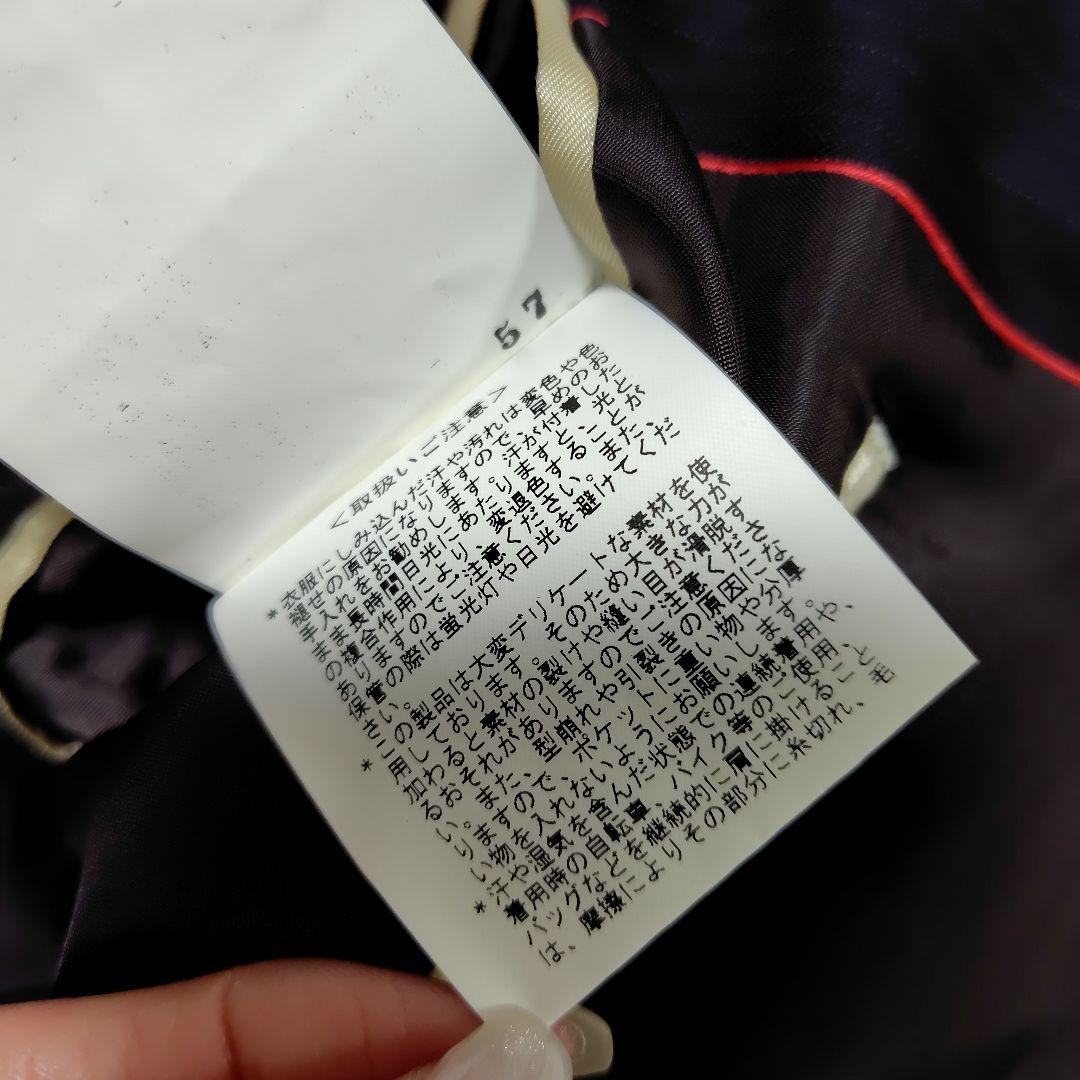 57
<取扱いご注意>
*衣服にしみ込んだ汗や汚れは変色や色
褪せの原因になりますので、早めのお
手入れをお勧めします。汗が付着した
まま長時間日光にあたりますと、光と
の複合作用により、変退色することが
ありますのでご注意ください。また、
保管の際は蛍光灯や日光を避けてくだ
さい。
*この製品は大変デリケートな素材を使
用しております。そのため大きな力が
加わると素材の裂けや縫い目が滑脱す
るおそれがありますのでご注意くださ
い。また、型崩れや引裂きの原因にな
りますので、ポケットに重い物や分厚
い物を入れないようにお願いします。
*汗や湿気を含んだ状態での連続着用や、
着用時の自転車、バイク等のご使用、
バッグなどを継続的に肩に掛けること
は、摩擦によりその部分に糸切れ、毛